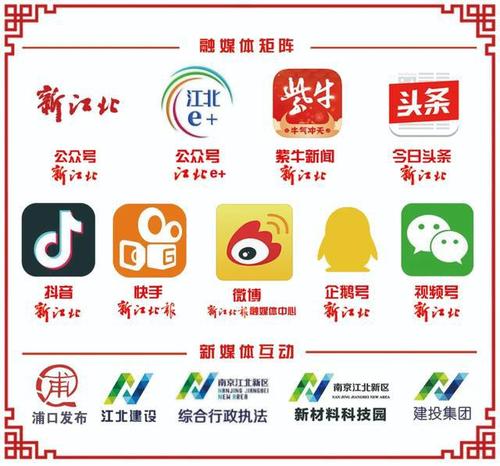 融媒体矩阵
新江北
江北
e+
紫牛
牛气冲天
头条
公众号
公众号
紫牛新闻
今日头条
新江北
江北e+
新江北
新江北
抖音
快手
微博
企鹅号
视频号
新江北
新江北報
新江北報融媒体中心
新江北
新江北
新媒体互动
浦
南京江北新区
NANJING JIANGBEI
NEW AREA
南京江北新区
NAN JING JIANGBEI NEW AREA
浦口发布
江北建设
综合行政执法
新材料科技园
建投集团